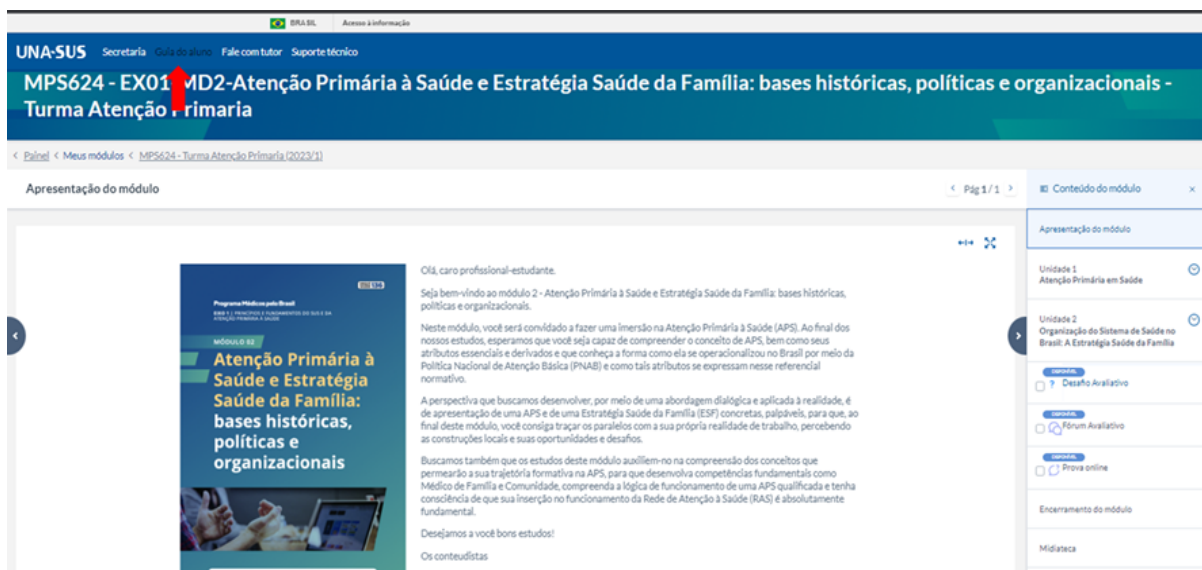 BRASIL Acesso à informação
UNA-SUS Secretaria Guia do aluno Fale com tutor Suporte técnico
MPS624 - EX01 MD2-Atenção Primária à Saúde e Estratégia Saúde da Família: bases históricas, políticas e organizacionais -
Turma Atenção Primaria
< Painel < Meus módulos < MPS624 - Turma Atenção Primaria (2023/1)
Apresentação do módulo
< Pág 1 / 1 >
Conteúdo do módulo ×
Programa Médicos pelo Brasil
EIXO 1 | PRINCÍPIOS E FUNDAMENTOS DO SUS E DA
ATENÇÃO PRIMÁRIA À SAÚDE
MÓDULO 02
Atenção Primária à
Saúde e Estratégia
Saúde da Família:
bases históricas,
políticas e
organizacionais
Olá, caro profissional-estudante.
Seja bem-vindo ao módulo 2 - Atenção Primária à Saúde e Estratégia Saúde da Família: bases históricas,
políticas e organizacionais.
Neste módulo, você será convidado a fazer uma imersão na Atenção Primária à Saúde (APS). Ao final dos
nossos estudos, esperamos que você seja capaz de compreender o conceito de APS, bem como seus
atributos essenciais e derivados e que conheça a forma como ela se operacionalizou no Brasil por meio da
Política Nacional de Atenção Básica (PNAB) e como tais atributos se expressam nesse referencial
normativo.
A perspectiva que buscamos desenvolver, por meio de uma abordagem dialógica e aplicada à realidade, é
de apresentação de uma APS e de uma Estratégia Saúde da Família (ESF) concretas, palpáveis, para que, ao
final deste módulo, você consiga traçar os paralelos com a sua própria realidade de trabalho, percebendo
as construções locais e suas oportunidades e desafios.
Buscamos também que os estudos deste módulo auxiliem-no na compreensão dos conceitos que
permearão a sua trajetória formativa na APS, para que desenvolva competências fundamentais como
Médico de Família e Comunidade, compreenda a lógica de funcionamento de uma APS qualificada e tenha
consciência de que sua inserção no funcionamento da Rede de Atenção à Saúde (RAS) é absolutamente
fundamental.
Desejamos a você bons estudos!
Os conteudistas
Apresentação do módulo
Unidade 1
Atenção Primária em Saúde
Unidade 2
Organização do Sistema de Saúde no
Brasil: A Estratégia Saúde da Família
DISPONÍVEL
? Desafio Avaliativo
DISPONÍVEL
Fórum Avaliativo
DISPONÍVEL
Prova online
Encerramento do módulo
Midiateca